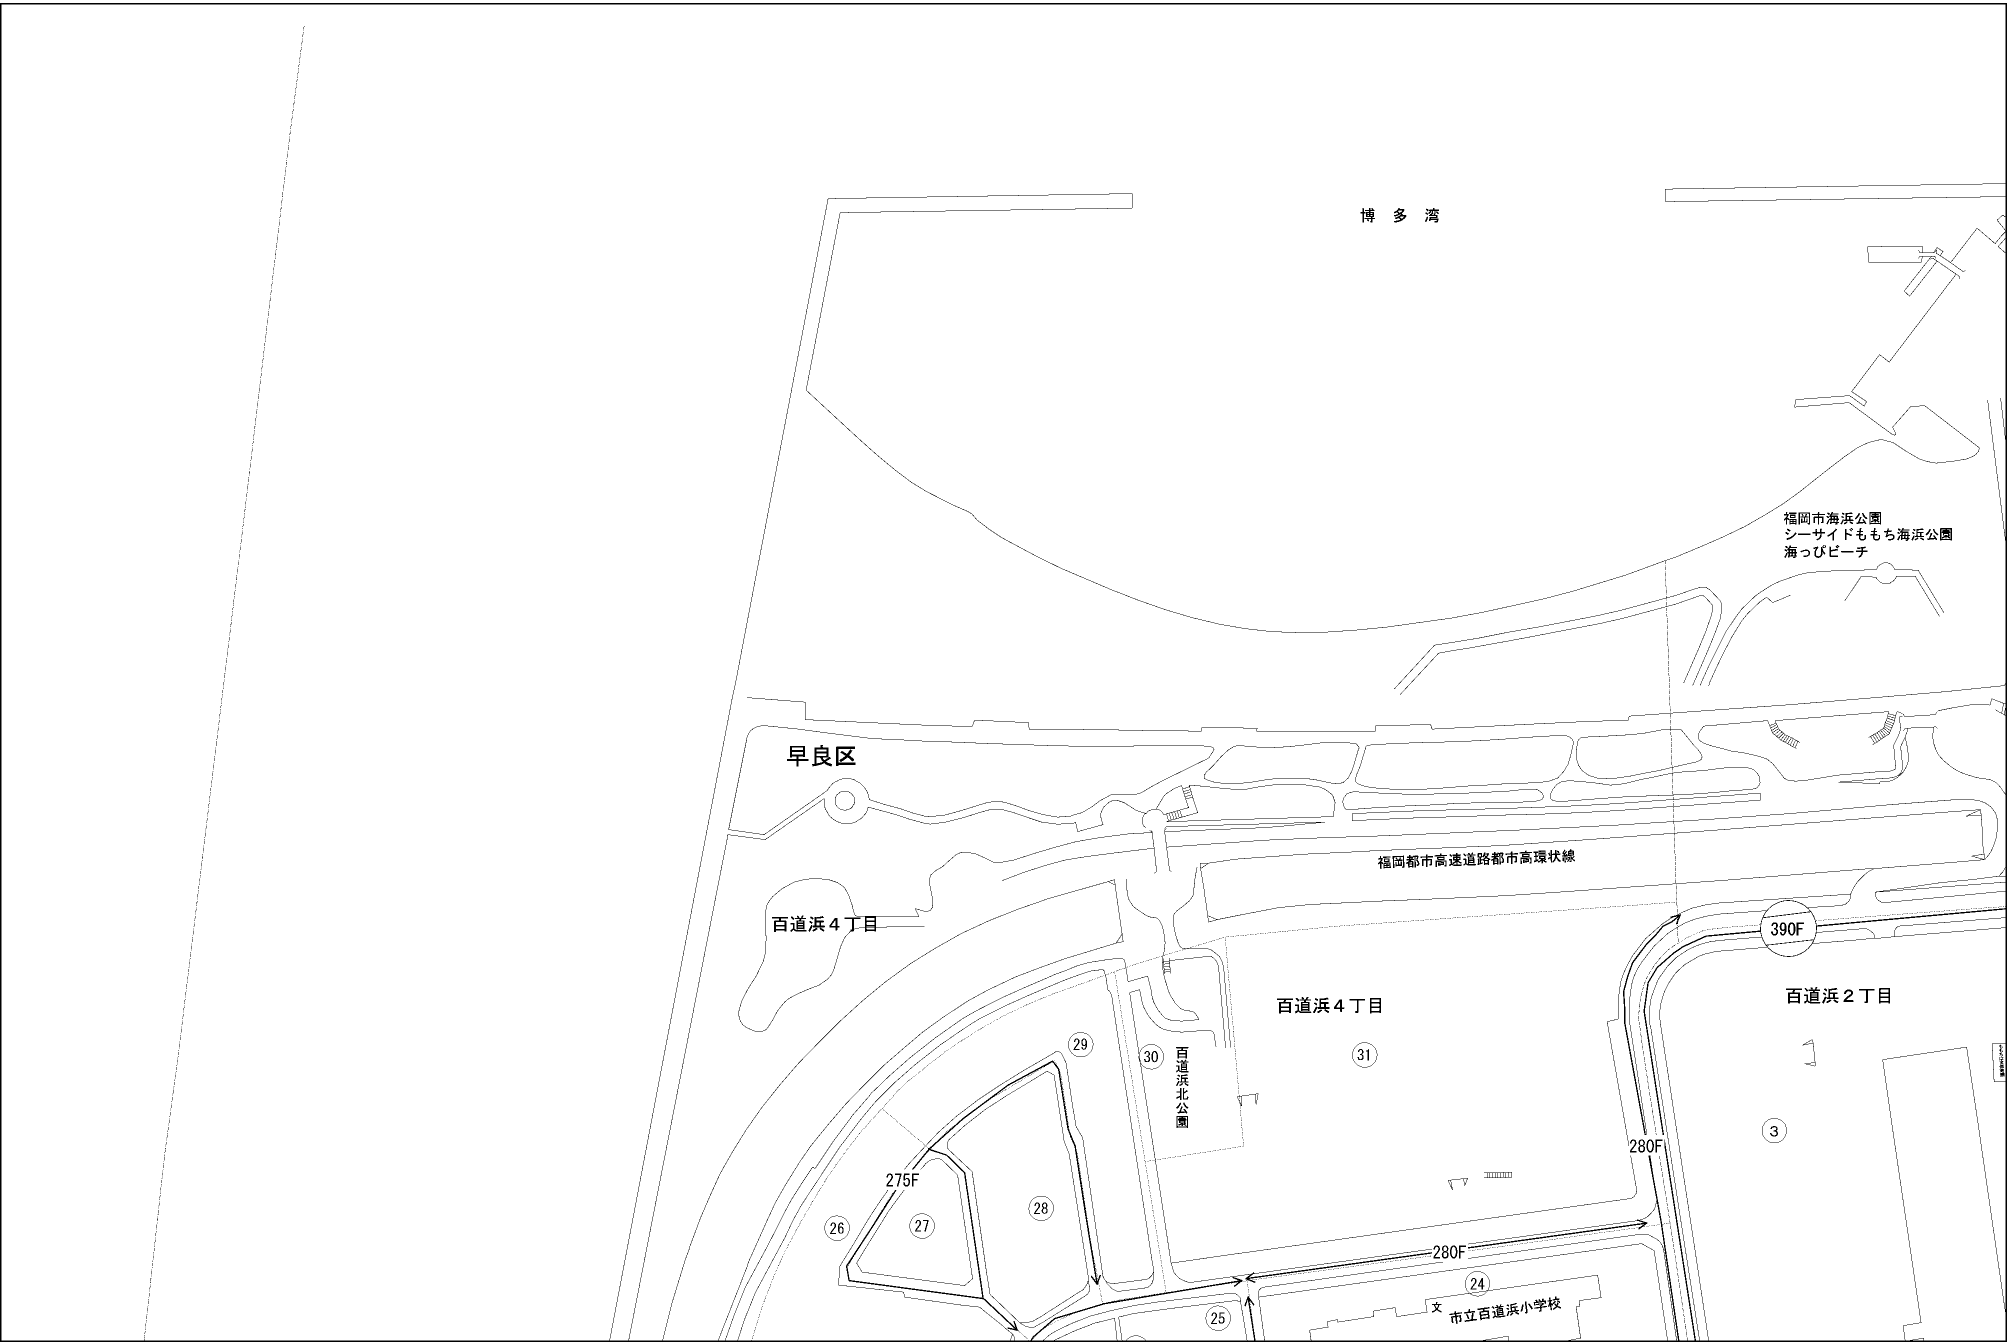 博多湾
福岡市海浜公園
シーサイドももち海浜公園
海っぴビーチ
早良区
福岡都市高速道路都市高環状線
百道浜４丁目
390F
百道浜４丁目
百道浜２丁目
29
30
百道浜北公園
31
3
280F
275F
28
26
27
280F
24
25
文
市立百道浜小学校